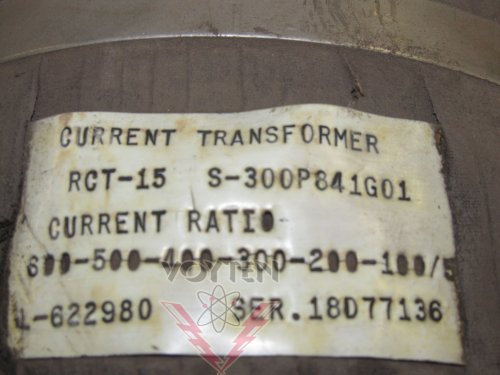 CURRENT TRANSFORMER
RCT-15 S-300P841G01
CURRENT RATIO
600-500-400-300-200-100/5
VOYTEN
L-622980 SER.18D77136